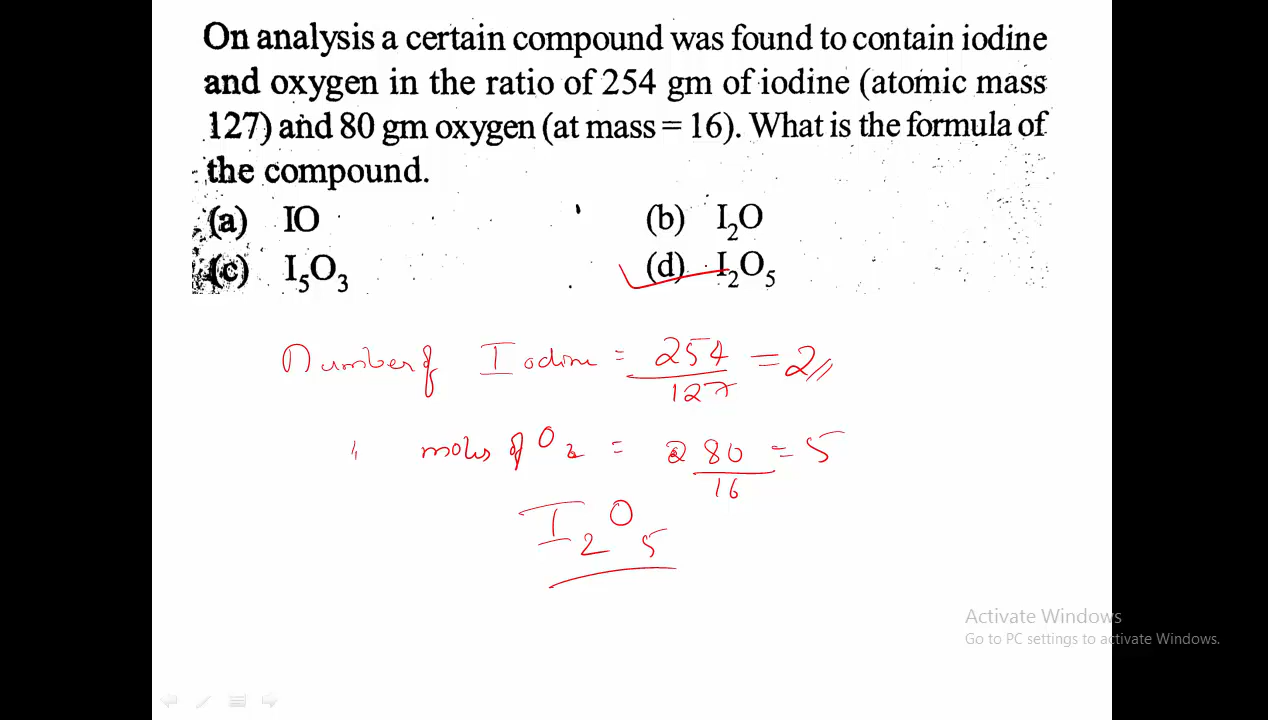 On analysis a certain compound was found to contain iodine
and oxygen in the ratio of 254 gm of iodine (atomic mass
127) and 80 gm oxygen (at mass = 16). What is the formula of
the compound.
(a) IO (b) I₂O
(c) I₅O₃ (d) I₂O₅
Number of Iodine = 254/127 = 2
" moles of O₂ = 80/16 = 5
I₂O₅
Activate Windows
Go to PC settings to activate Windows.